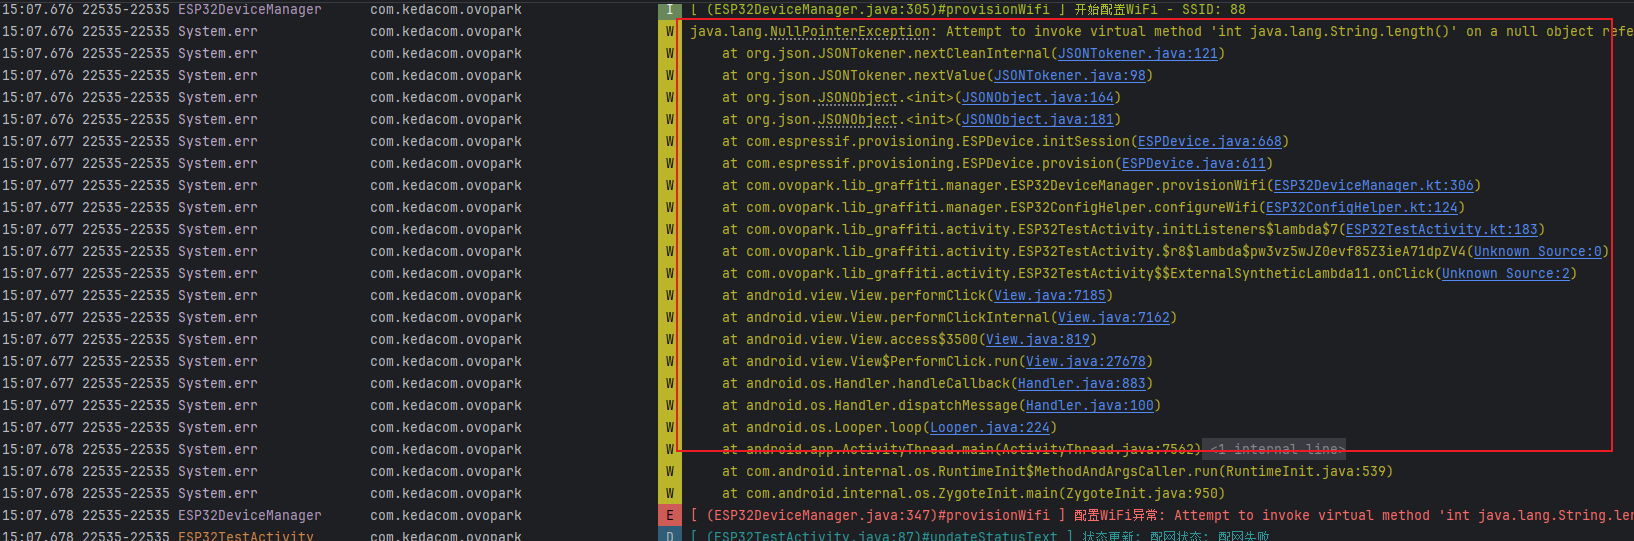 15:07.676 22535-22535 ESP32DeviceManager com.kedacom.ovopark I [ (ESP32DeviceManager.java:305)#provisionWifi ] 开始配置WiFi - SSID: 88
15:07.676 22535-22535 System.err com.kedacom.ovopark W java.lang.NullPointerException: Attempt to invoke virtual method 'int java.lang.String.length()' on a null object refe
15:07.676 22535-22535 System.err com.kedacom.ovopark W at org.json.JSONTokener.nextCleanInternal(JSONTokener.java:121)
15:07.676 22535-22535 System.err com.kedacom.ovopark W at org.json.JSONTokener.nextValue(JSONTokener.java:98)
15:07.676 22535-22535 System.err com.kedacom.ovopark W at org.json.JSONObject.<init>(JSONObject.java:164)
15:07.676 22535-22535 System.err com.kedacom.ovopark W at org.json.JSONObject.<init>(JSONObject.java:181)
15:07.677 22535-22535 System.err com.kedacom.ovopark W at com.espressif.provisioning.ESPDevice.initSession(ESPDevice.java:668)
15:07.677 22535-22535 System.err com.kedacom.ovopark W at com.espressif.provisioning.ESPDevice.provision(ESPDevice.java:611)
15:07.677 22535-22535 System.err com.kedacom.ovopark W at com.ovopark.lib_graffiti.manager.ESP32DeviceManager.provisionWifi(ESP32DeviceManager.kt:306)
15:07.677 22535-22535 System.err com.kedacom.ovopark W at com.ovopark.lib_graffiti.manager.ESP32ConfigHelper.configureWifi(ESP32ConfigHelper.kt:124)
15:07.677 22535-22535 System.err com.kedacom.ovopark W at com.ovopark.lib_graffiti.activity.ESP32TestActivity.initListeners$lambda$7(ESP32TestActivity.kt:183)
15:07.677 22535-22535 System.err com.kedacom.ovopark W at com.ovopark.lib_graffiti.activity.ESP32TestActivity.$r8$lambda$pw3vz5wJZ0evf85Z3ieA71dpZV4(Unknown Source:0)
15:07.677 22535-22535 System.err com.kedacom.ovopark W at com.ovopark.lib_graffiti.activity.ESP32TestActivity$$ExternalSyntheticLambda11.onClick(Unknown Source:2)
15:07.677 22535-22535 System.err com.kedacom.ovopark W at android.view.View.performClick(View.java:7185)
15:07.677 22535-22535 System.err com.kedacom.ovopark W at android.view.View.performClickInternal(View.java:7162)
15:07.677 22535-22535 System.err com.kedacom.ovopark W at android.view.View.access$3500(View.java:819)
15:07.677 22535-22535 System.err com.kedacom.ovopark W at android.view.View$PerformClick.run(View.java:27678)
15:07.677 22535-22535 System.err com.kedacom.ovopark W at android.os.Handler.handleCallback(Handler.java:883)
15:07.677 22535-22535 System.err com.kedacom.ovopark W at android.os.Handler.dispatchMessage(Handler.java:100)
15:07.677 22535-22535 System.err com.kedacom.ovopark W at android.os.Looper.loop(Looper.java:224)
15:07.678 22535-22535 System.err com.kedacom.ovopark W at android.app.ActivityThread.main(ActivityThread.java:7562) <1 internal line>
15:07.678 22535-22535 System.err com.kedacom.ovopark W at com.android.internal.os.RuntimeInit$MethodAndArgsCaller.run(RuntimeInit.java:539)
15:07.678 22535-22535 System.err com.kedacom.ovopark W at com.android.internal.os.ZygoteInit.main(ZygoteInit.java:950)
15:07.678 22535-22535 ESP32DeviceManager com.kedacom.ovopark E [ (ESP32DeviceManager.java:347)#provisionWifi ] 配置WiFi异常: Attempt to invoke virtual method 'int java.lang.String.len
15:07.678 22535-22535 ESP32TestActivity com.kedacom.ovopark D [ (ESP32TestActivity.java:87)#updateStatusText ] 状态更新: 配网状态: 配网失败